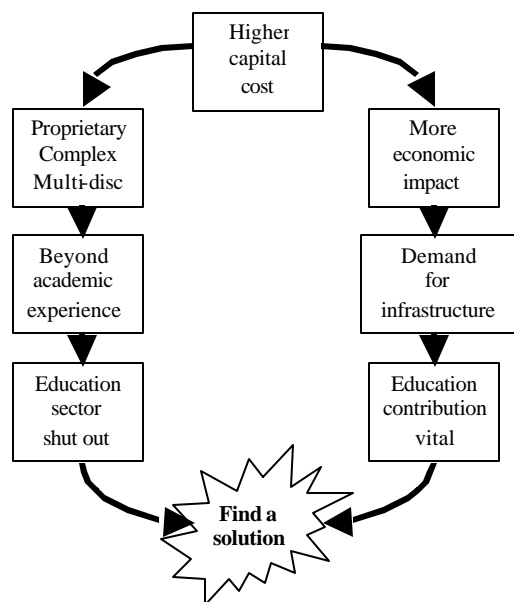 Higher
capital
cost
Proprietary
Complex
Multi-disc
More
economic
impact
Beyond
academic
experience
Demand
for
infrastructure
Education
sector
shut out
Education
contribution
vital
Find a
solution